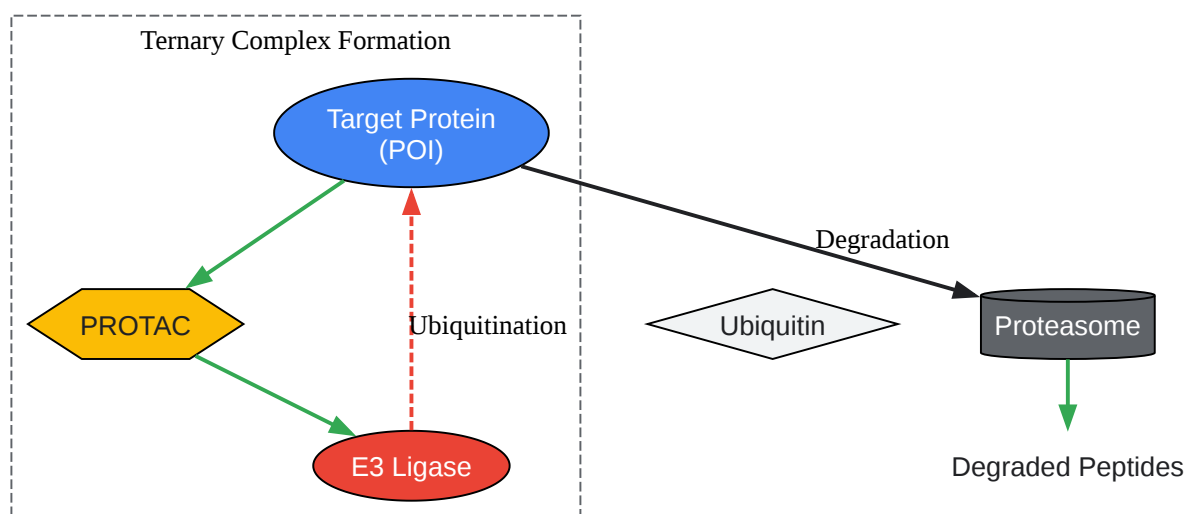 Ternary Complex Formation
Target Protein
(POI)
Degradation
PROTAC
Ubiquitination
Ubiquitin
Proteasome
E3 Ligase
Degraded Peptides